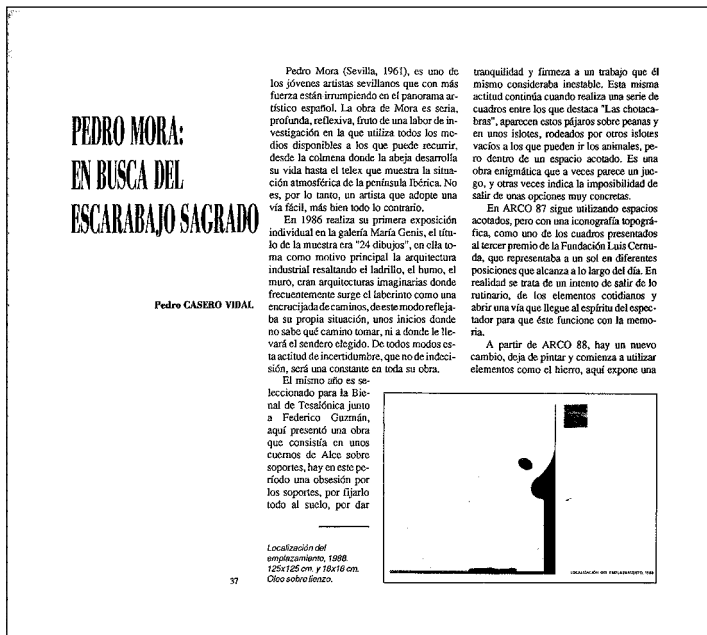 PEDRO MORA:
EN BUSCA DEL
ESCARABAJO SAGRADO
Pedro CASERO VIDAL
Pedro Mora (Sevilla, 1961), es uno de
los jóvenes artistas sevillanos que con más
fuerza están irrumpiendo en el panorama ar-
tístico español. La obra de Mora es seria,
profunda, reflexiva, fruto de una labor de in-
vestigación en la que utiliza todos los me-
dios disponibles a los que puede recurrir,
desde la colmena donde la abeja desarrolla
su vida hasta el telex que muestra la situa-
ción atmosférica de la península Ibérica. No
es, por lo tanto, un artista que adopte una
vía fácil, más bien todo lo contrario.
En 1986 realiza su primera exposición
individual en la galería María Genis, el títu-
lo de la muestra era "24 dibujos", en ella to-
ma como motivo principal la arquitectura
industrial resaltando el ladrillo, el humo, el
muro, eran arquitecturas imaginarias donde
frecuentemente surge el laberinto como una
encrucijada de caminos, de este modo refleja-
ba su propia situación, unos inicios donde
no sabe qué camino tomar, ni a donde le lle-
vará el sendero elegido. De todos modos es-
ta actitud de incertidumbre, que no de indeci-
sión, será una constante en toda su obra.
El mismo año es se-
leccionado para la Bie-
nal de Tesalónica junto
a Federico Guzmán,
aquí presentó una obra
que consistía en unos
cuernos de Alce sobre
soportes, hay en este pe-
ríodo una obsesión por
los soportes, por fijarlo
todo al suelo, por dar
tranquilidad y firmeza a un trabajo que él
mismo consideraba inestable. Esta misma
actitud continúa cuando realiza una serie de
cuadros entre los que destaca "Las chotaca-
bras", aparecen estos pájaros sobre peanas y
en unos islotes, rodeados por otros islotes
vacíos a los que pueden ir los animales, pe-
ro dentro de un espacio acotado. Es una
obra enigmática que a veces parece un jue-
go, y otras veces indica la imposibilidad de
salir de unas opciones muy concretas.
En ARCO 87 sigue utilizando espacios
acotados, pero con una iconografía topográ-
fica, como uno de los cuadros presentados
al tercer premio de la Fundación Luis Cernu-
da, que representaba a un sol en diferentes
posiciones que alcanza a lo largo del día. En
realidad se trata de un intento de salir de lo
rutinario, de los elementos cotidianos y
abrir una vía que llegue al espíritu del espec-
tador para que éste funcione con la memo-
ria.
A partir de ARCO 88, hay un nuevo
cambio, deja de pintar y comienza a utilizar
elementos como el hierro, aquí expone una
Localización del
emplazamiento, 1988.
125x125 cm. y 18x18 cm.
Oleo sobre lienzo.
LOCALIZACIÓN DEL EMPLAZAMIENTO, 1988
37